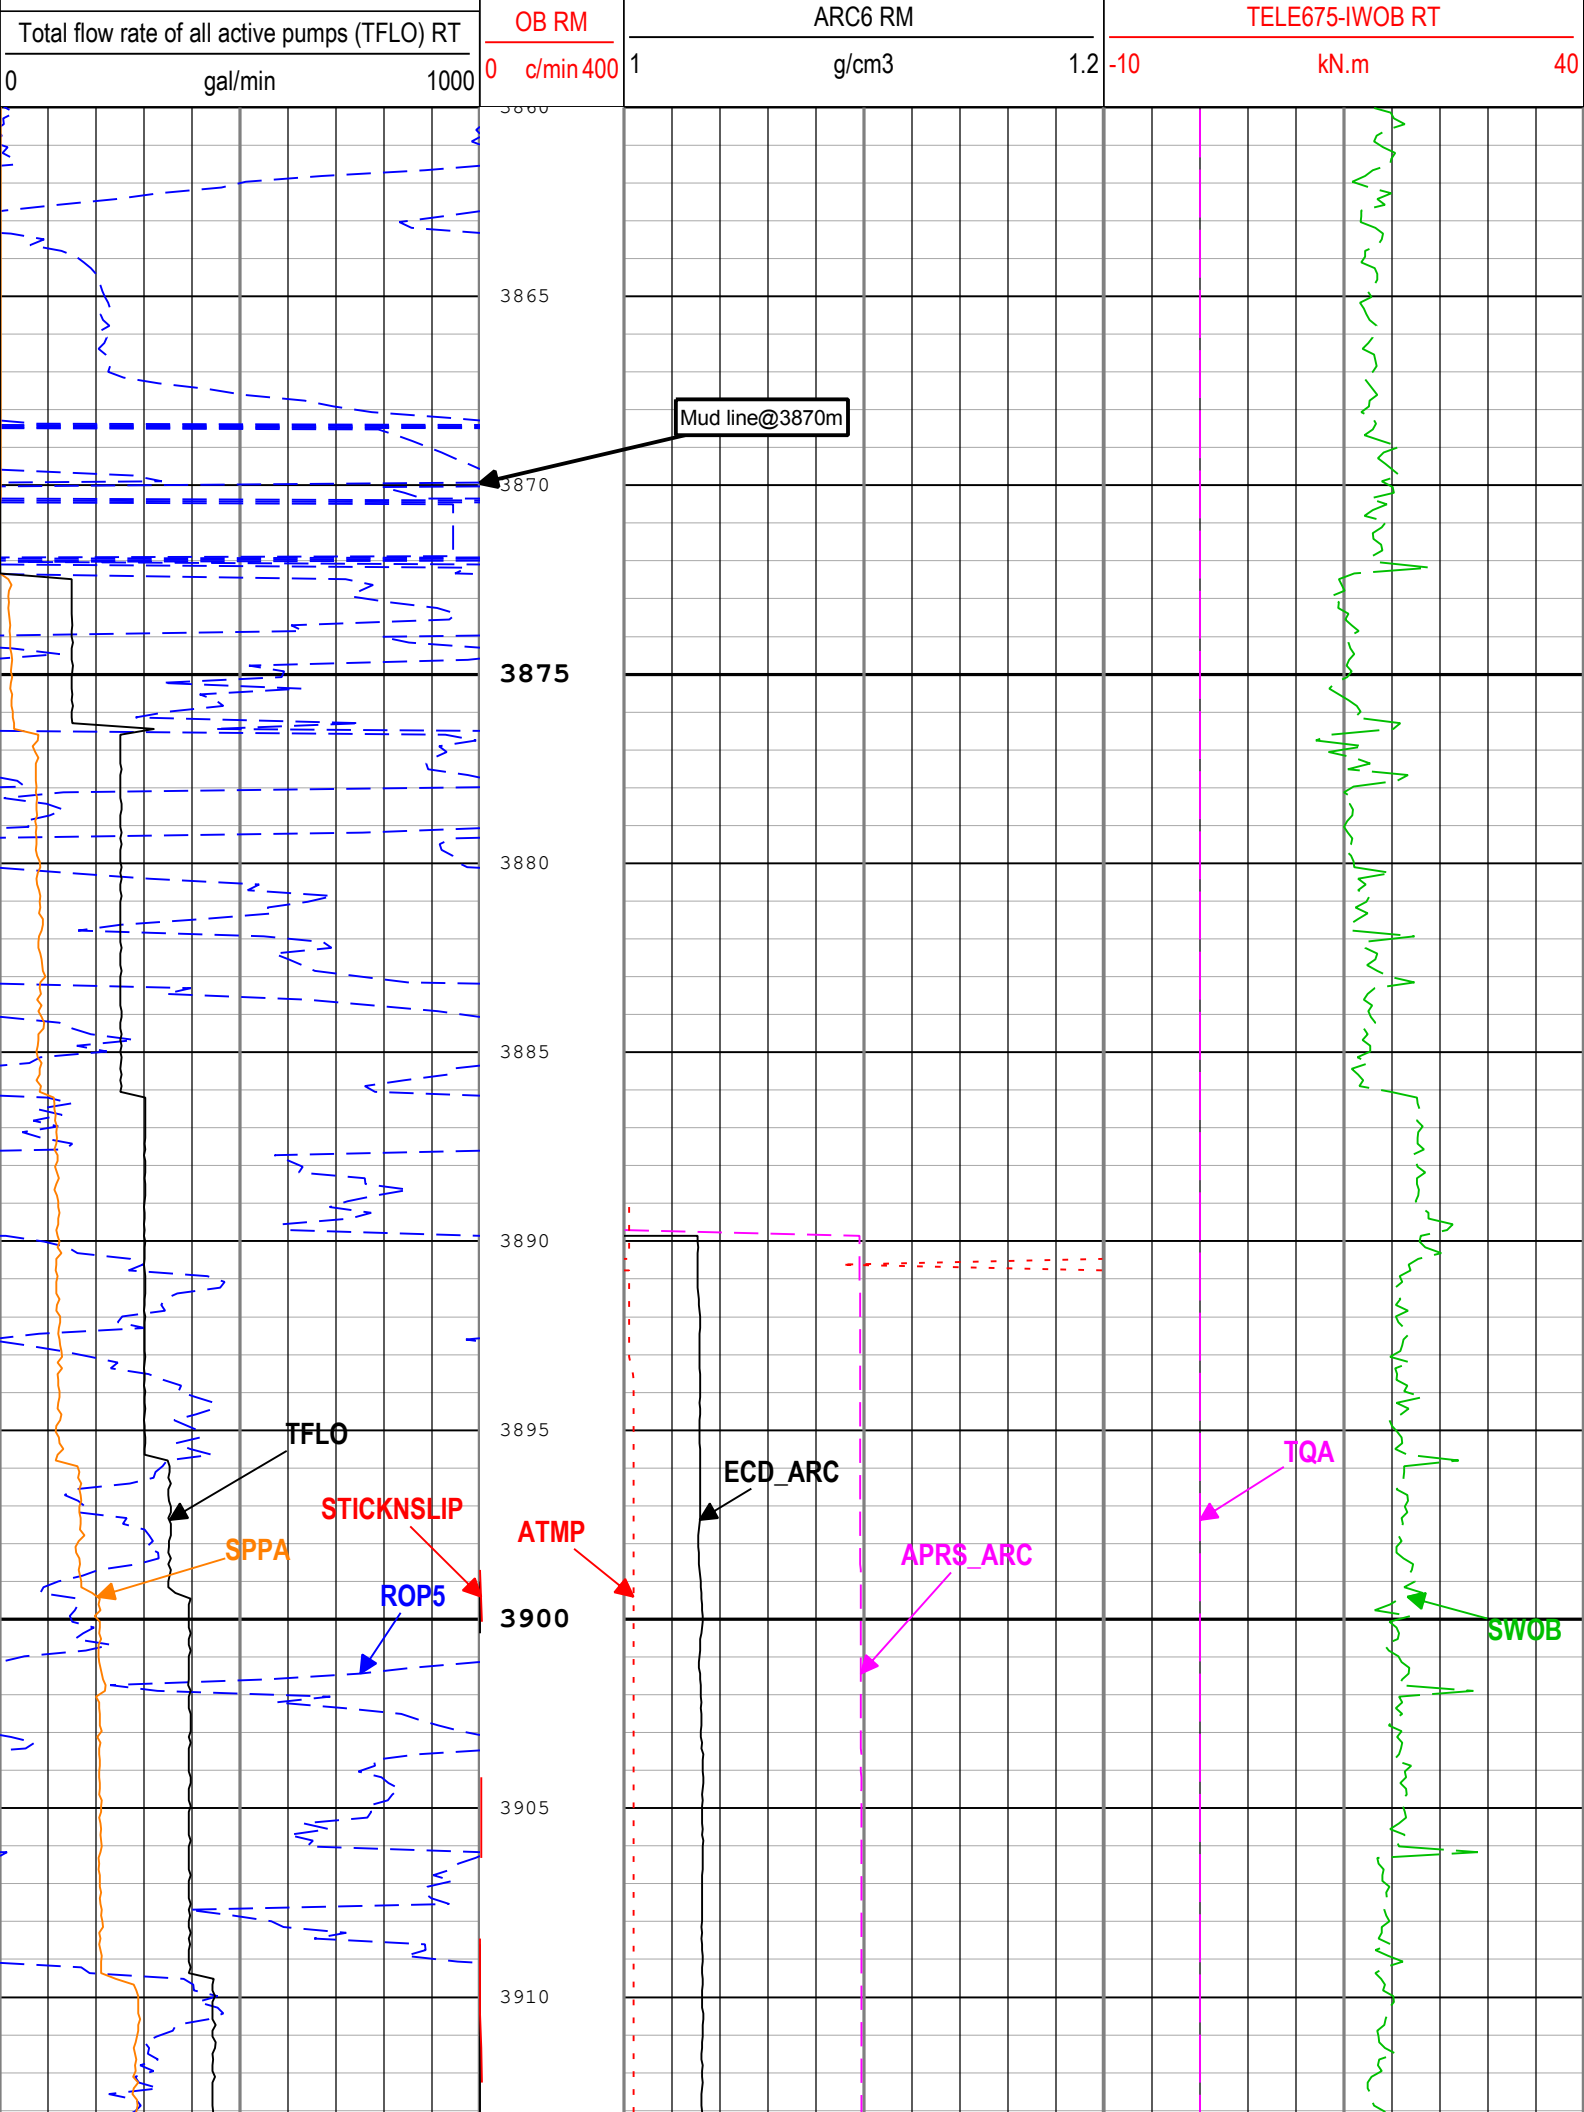 Total flow rate of all active pumps (TFLO) RT
0 gal/min 1000
OB RM
0 c/min 400
ARC6 RM
1 g/cm3 1.2
TELE675-IWOB RT
-10 kN.m 40
3860
3865
Mud line@3870m
3870
3875
3880
3885
3890
3895
TFLO
TQA
ECD_ARC
STICKNSLIP
ATMP
SPPA
APRS_ARC
ROP5
3900
SWOB
3905
3910